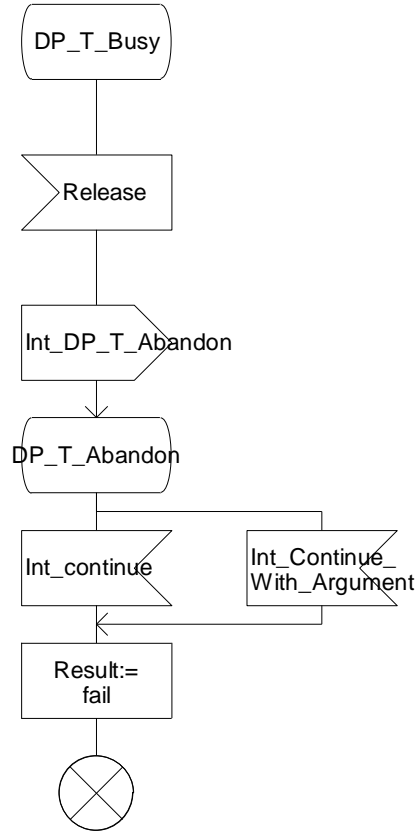 DP_T_Busy
Release
Int_DP_T_Abandon
DP_T_Abandon
Int_continue
Int_Continue_
With_Argument
Result:=
fail